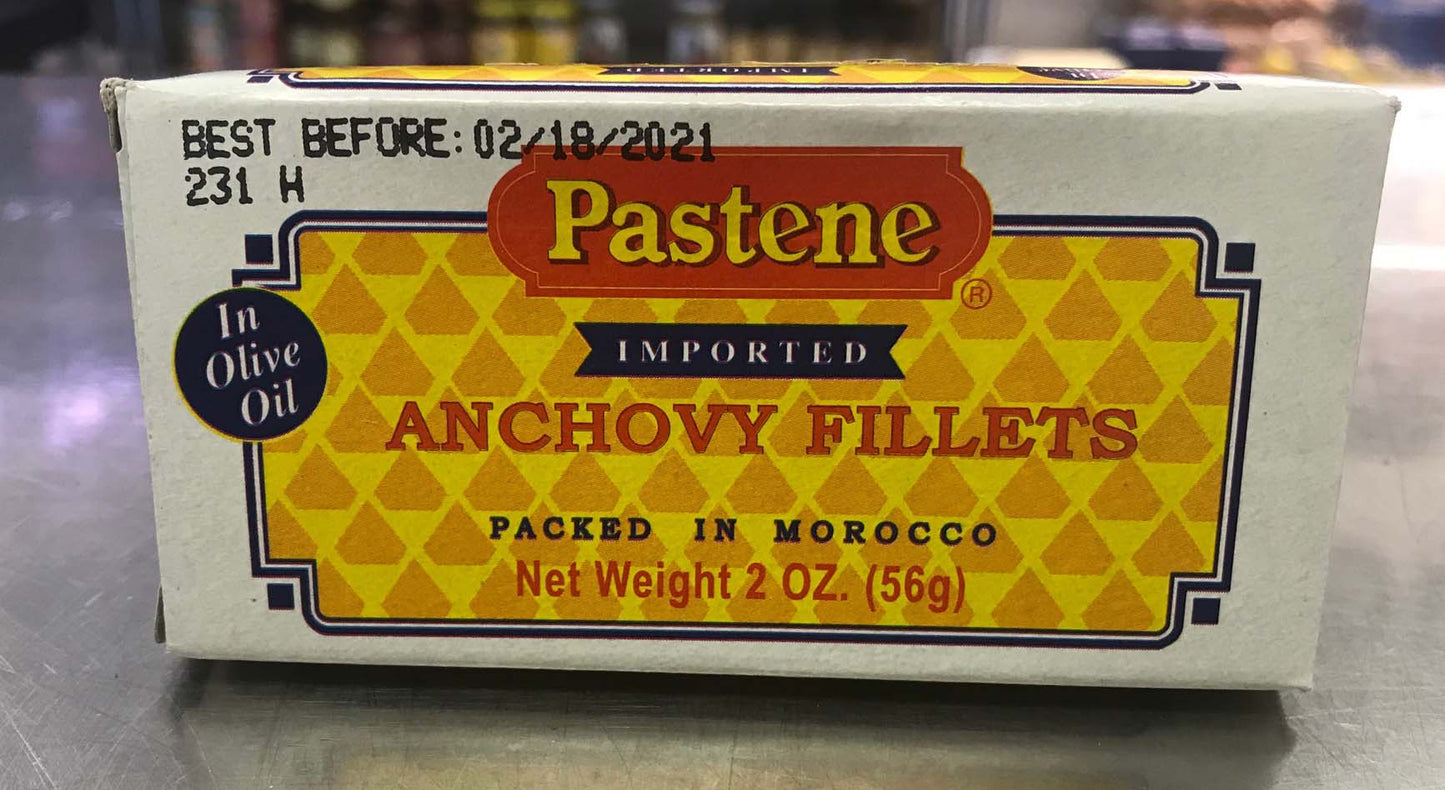 IMPORTED
BEST BEFORE: 02/18/2021
231 H
Pastene
®
In
Olive
Oil
IMPORTED
ANCHOVY FILLETS
PACKED IN MOROCCO
Net Weight 2 OZ. (56g)